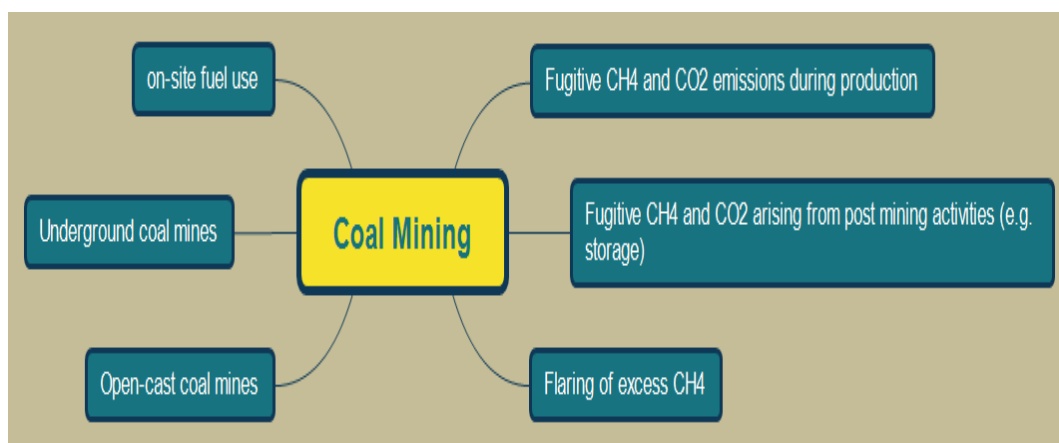 on-site fuel use
Fugitive CH4 and CO2 emissions during production
Underground coal mines
Coal Mining
Fugitive CH4 and CO2 arising from post mining activities (e.g.
storage)
Open-cast coal mines
Flaring of excess CH4